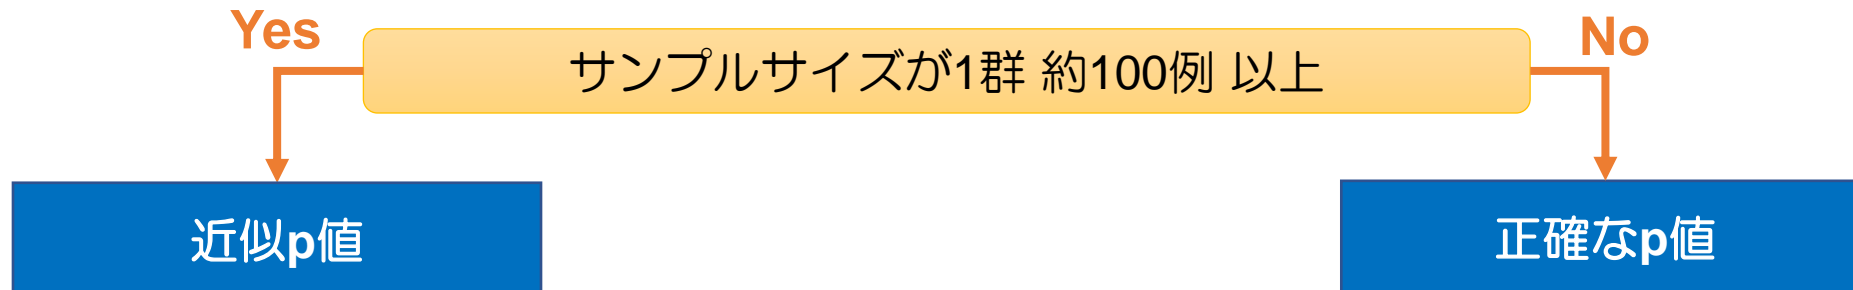 Yes
サンプルサイズが1群 約100例 以上
No
近似p値
正確なp値